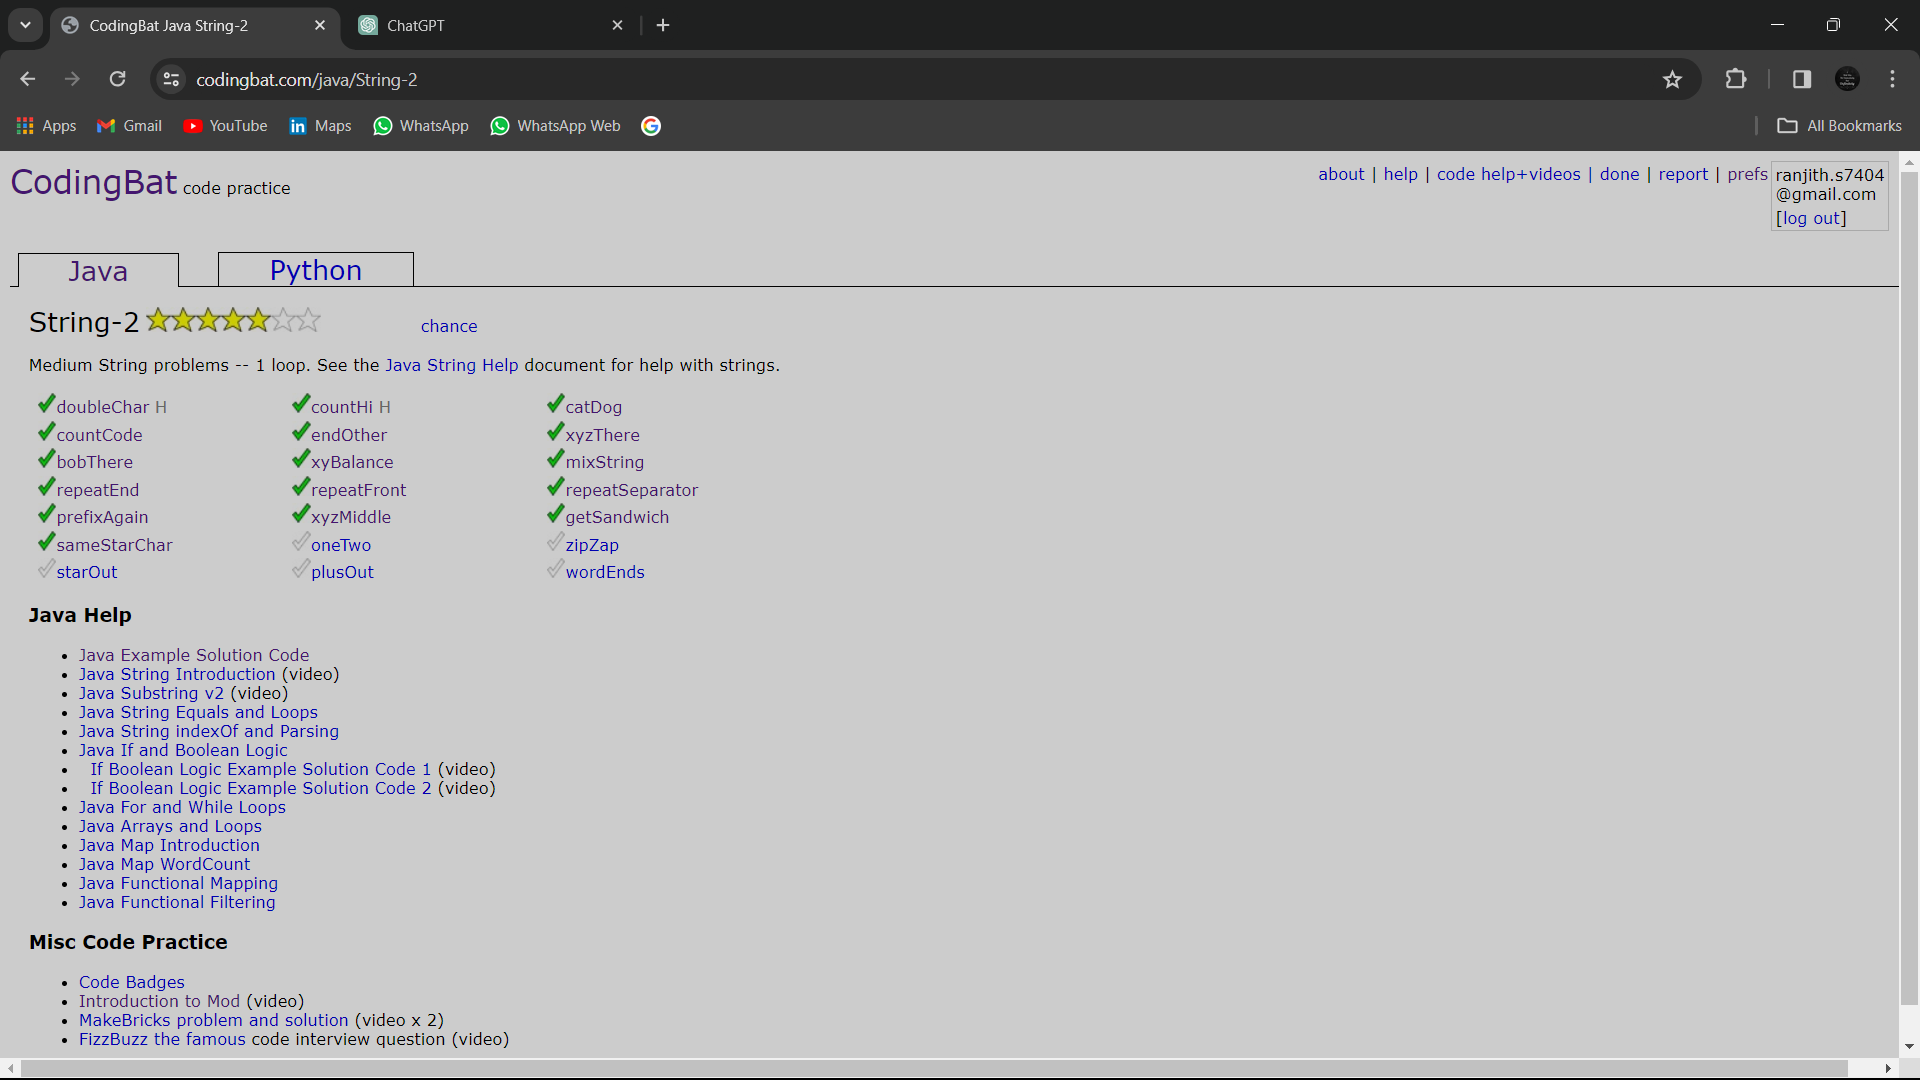 CodingBat Java String-2
ChatGPT
codingbat.com/java/String-2
Apps Gmail YouTube Maps WhatsApp WhatsApp Web All Bookmarks
CodingBat code practice
about | help | code help+videos | done | report | prefs
ranjith.s7404
@gmail.com
[log out]
Java Python
String-2 chance
Medium String problems -- 1 loop. See the Java String Help document for help with strings.
doubleChar H countHi H catDog
countCode endOther xyzThere
bobThere xyBalance mixString
repeatEnd repeatFront repeatSeparator
prefixAgain xyzMiddle getSandwich
sameStarChar oneTwo zipZap
starOut plusOut wordEnds
Java Help
• Java Example Solution Code
• Java String Introduction (video)
• Java Substring v2 (video)
• Java String Equals and Loops
• Java String indexOf and Parsing
• Java If and Boolean Logic
• If Boolean Logic Example Solution Code 1 (video)
• If Boolean Logic Example Solution Code 2 (video)
• Java For and While Loops
• Java Arrays and Loops
• Java Map Introduction
• Java Map WordCount
• Java Functional Mapping
• Java Functional Filtering
Misc Code Practice
• Code Badges
• Introduction to Mod (video)
• MakeBricks problem and solution (video x 2)
• FizzBuzz the famous code interview question (video)